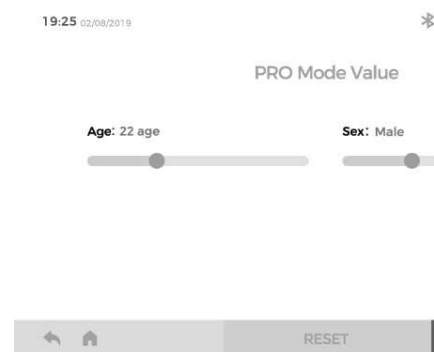 19:25 02/08/2019
PRO Mode Value
Age: 22 age
Sex: Male
RESET